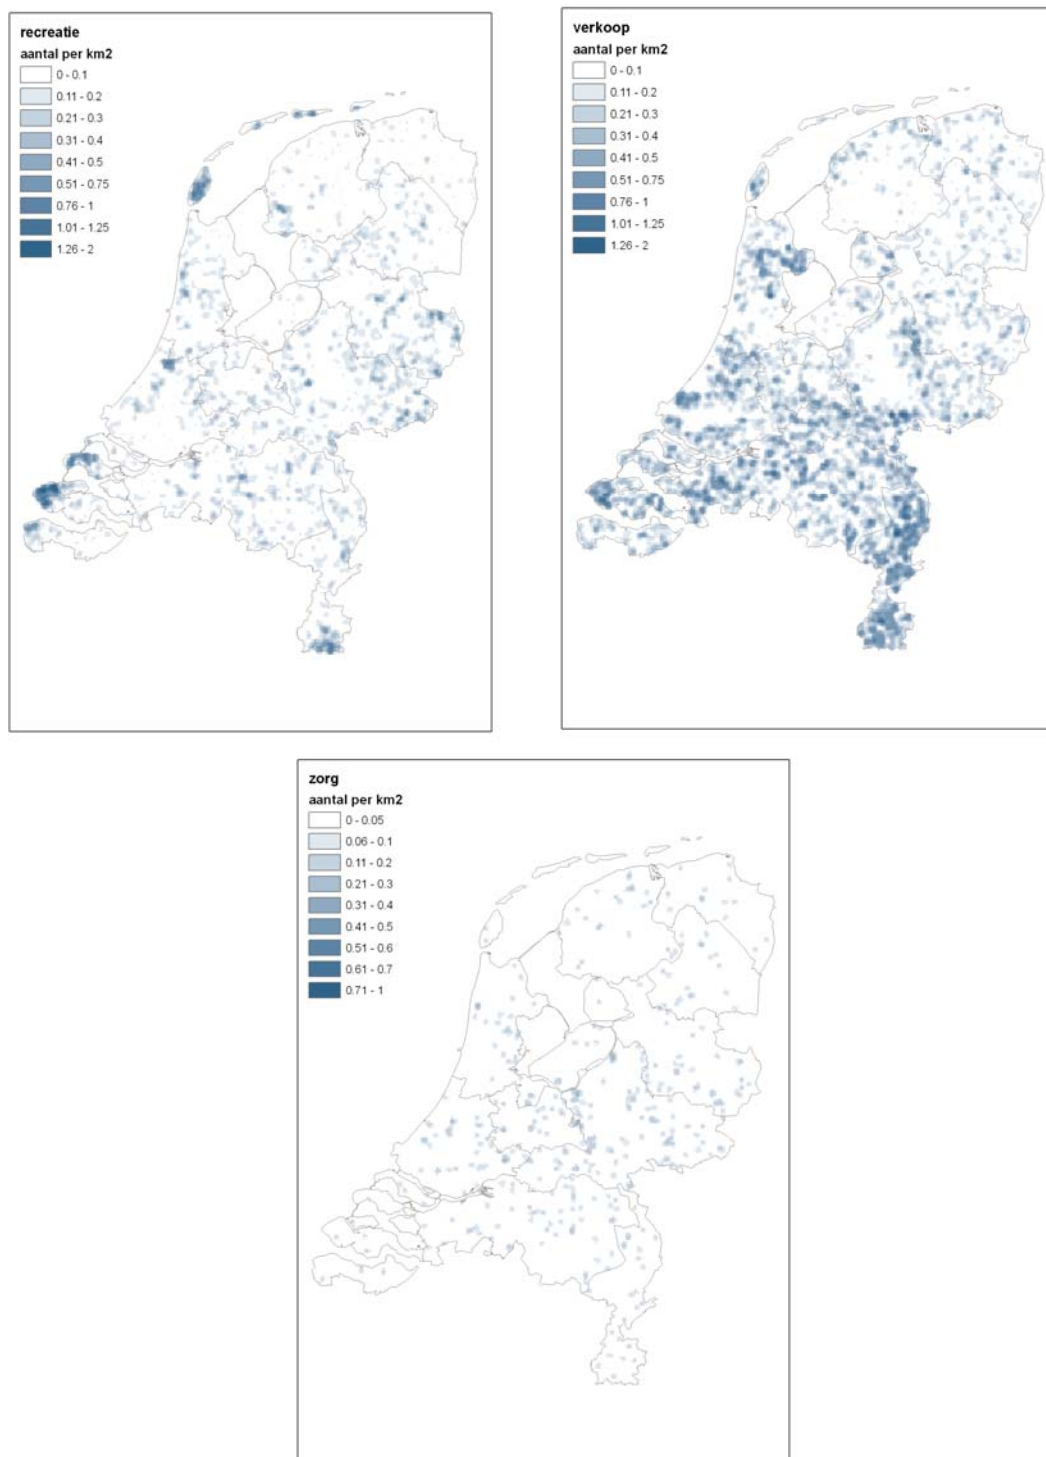 recreatie
aantal per km2
0 - 0.1
0.11 - 0.2
0.21 - 0.3
0.31 - 0.4
0.41 - 0.5
0.51 - 0.75
0.76 - 1
1.01 - 1.25
1.26 - 2
verkoop
aantal per km2
0 - 0.1
0.11 - 0.2
0.21 - 0.3
0.31 - 0.4
0.41 - 0.5
0.51 - 0.75
0.76 - 1
1.01 - 1.25
1.26 - 2
zorg
aantal per km2
0 - 0.05
0.06 - 0.1
0.11 - 0.2
0.21 - 0.3
0.31 - 0.4
0.41 - 0.5
0.51 - 0.6
0.61 - 0.7
0.71 - 1